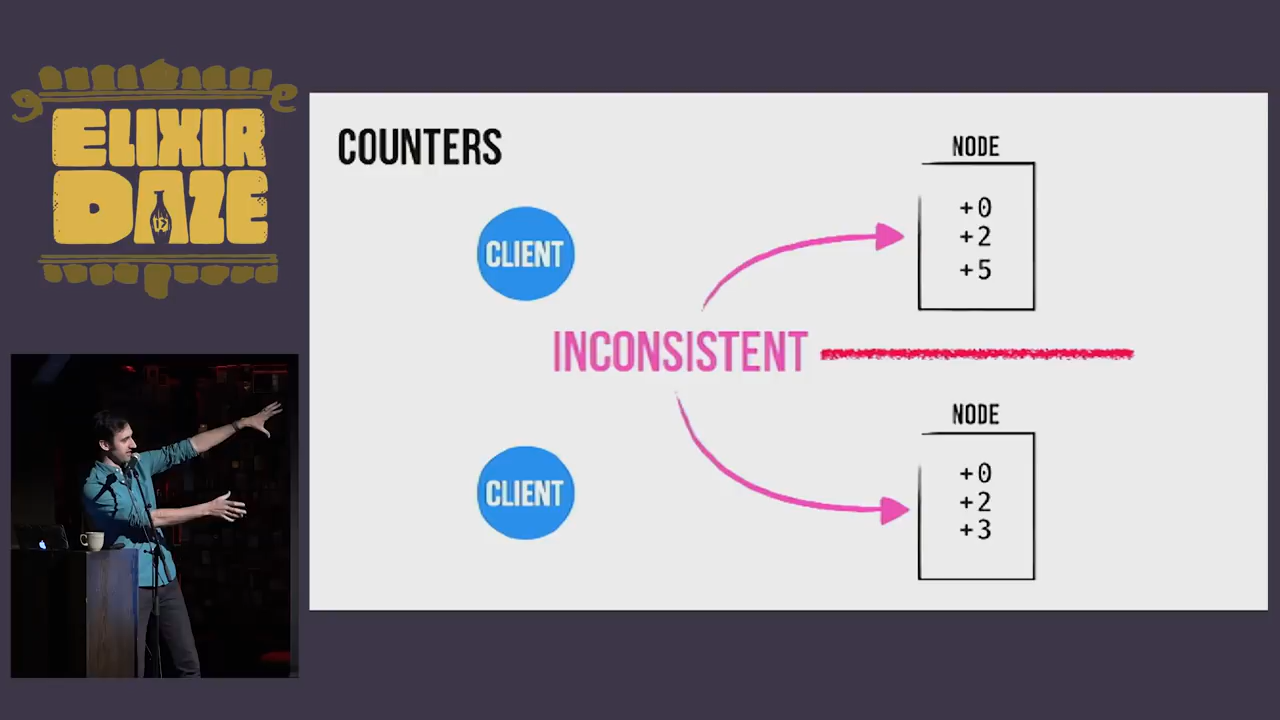 ELIXIR
DAZE
COUNTERS
NODE
+0
+2
+5
CLIENT
INCONSISTENT
NODE
+0
+2
+3
CLIENT